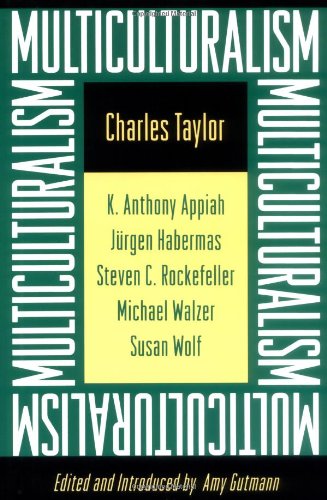 MULTICULTURALISM
MULTICULTURALISM
MULTICULTURALISM
MULTICULTURALISM
Charles Taylor
K. Anthony Appiah
Jürgen Habermas
Steven C. Rockefeller
Michael Walzer
Susan Wolf
Edited and Introduced by Amy Gutmann